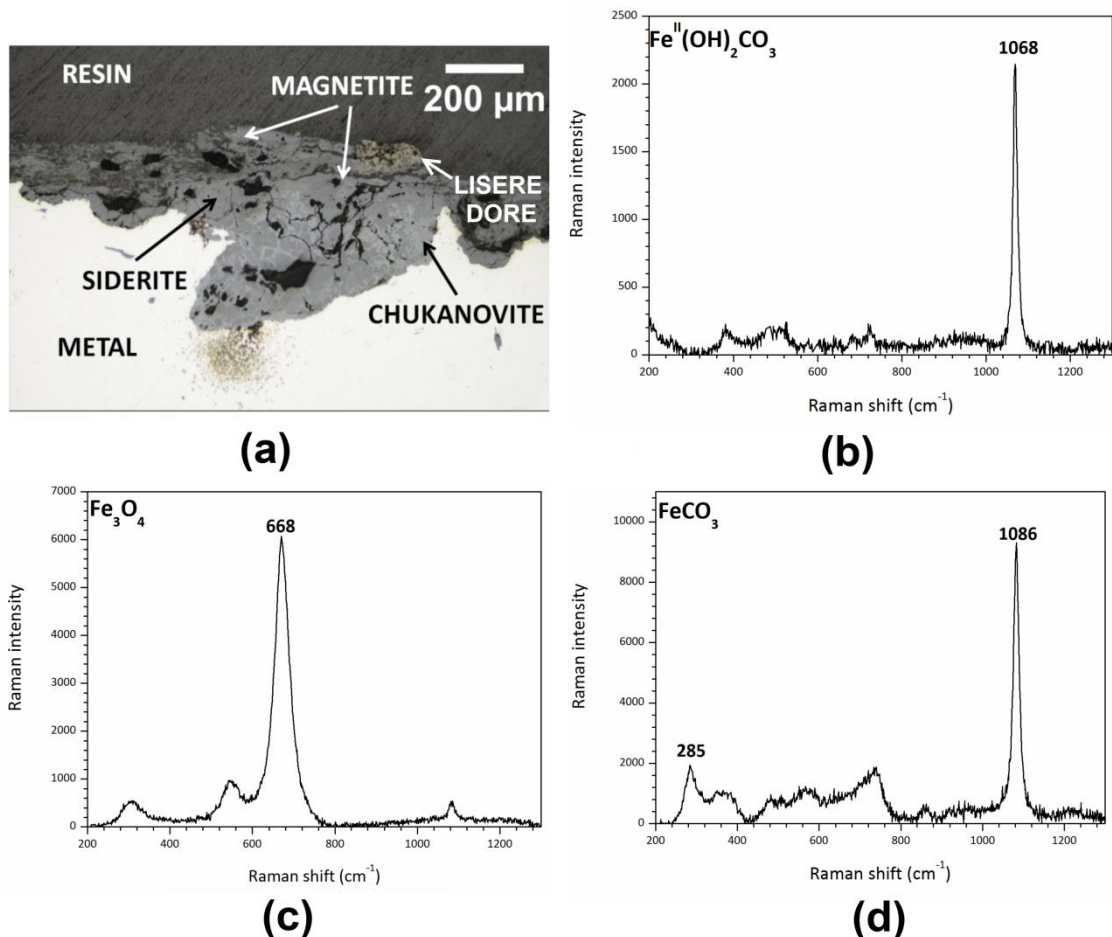 RESIN
MAGNETITE
200 µm
LISERE
DORE
SIDERITE
CHUKANOVITE
METAL
(a)
Fe^II(OH)₂CO₃
1068
2500
2000
1500
1000
500
0
Raman intensity
200 400 600 800 1000 1200
Raman shift (cm⁻¹)
(b)
Fe₃O₄
668
7000
6000
5000
4000
3000
2000
1000
0
Raman intensity
200 400 600 800 1000 1200
Raman shift (cm⁻¹)
(c)
FeCO₃
1086
285
10000
8000
6000
4000
2000
0
Raman intensity
200 400 600 800 1000 1200
Raman shift (cm⁻¹)
(d)